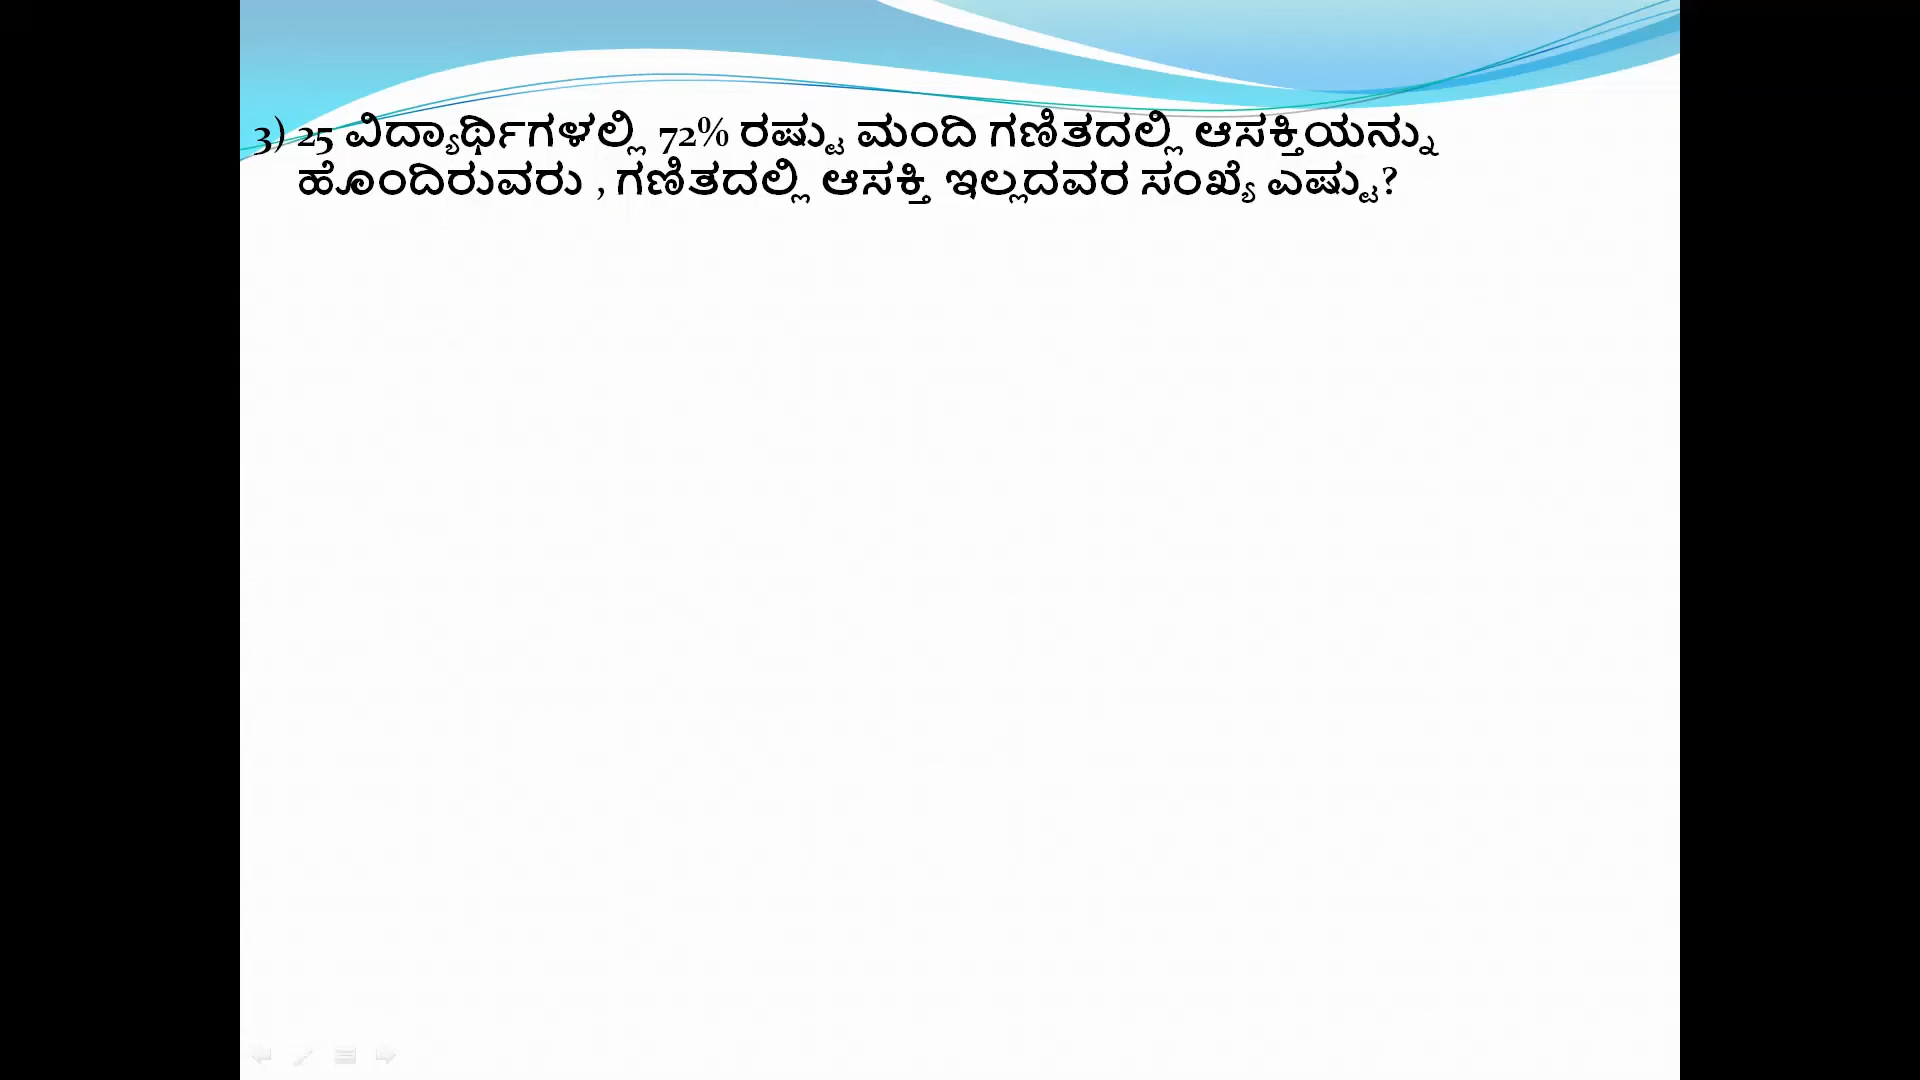 3) 25 ವಿದ್ಯಾರ್ಥಿಗಳಲ್ಲಿ 72% ರಷ್ಟು ಮಂದಿ ಗಣಿತದಲ್ಲಿ ಆಸಕ್ತಿಯನ್ನು
ಹೊಂದಿರುವರು , ಗಣಿತದಲ್ಲಿ ಆಸಕ್ತಿ ಇಲ್ಲದವರ ಸಂಖ್ಯೆ ಎಷ್ಟು?